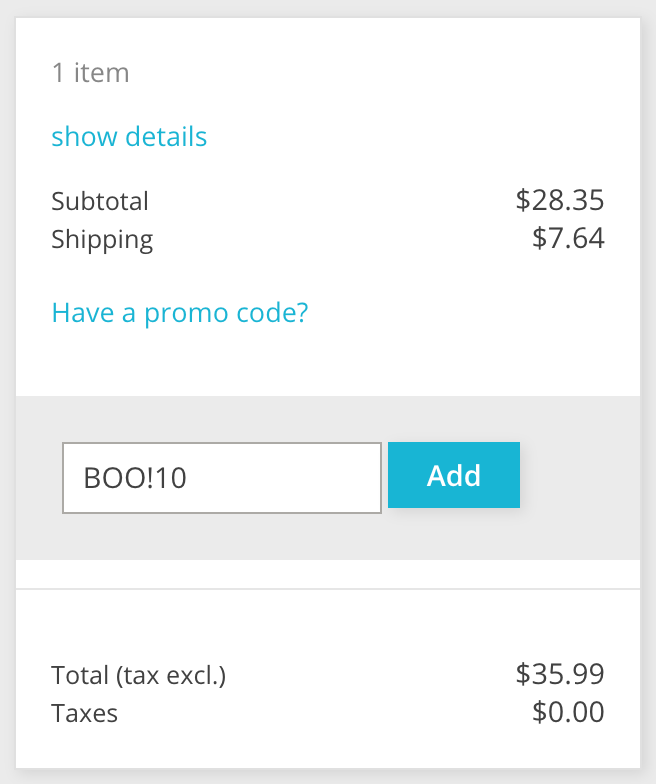 1 item
show details
Subtotal $28.35
Shipping $7.64
Have a promo code?
BOO!10 Add
Total (tax excl.) $35.99
Taxes $0.00